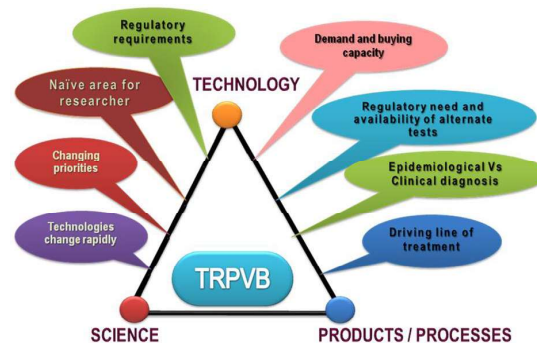 Regulatory
requirements
Demand and buying
capacity
TECHNOLOGY
Naïve area for
researcher
Regulatory need and
availability of alternate
tests
Changing
priorities
Epidemiological Vs
Clinical diagnosis
Technologies
change rapidly
Driving line of
treatment
TRPVB
SCIENCE
PRODUCTS / PROCESSES